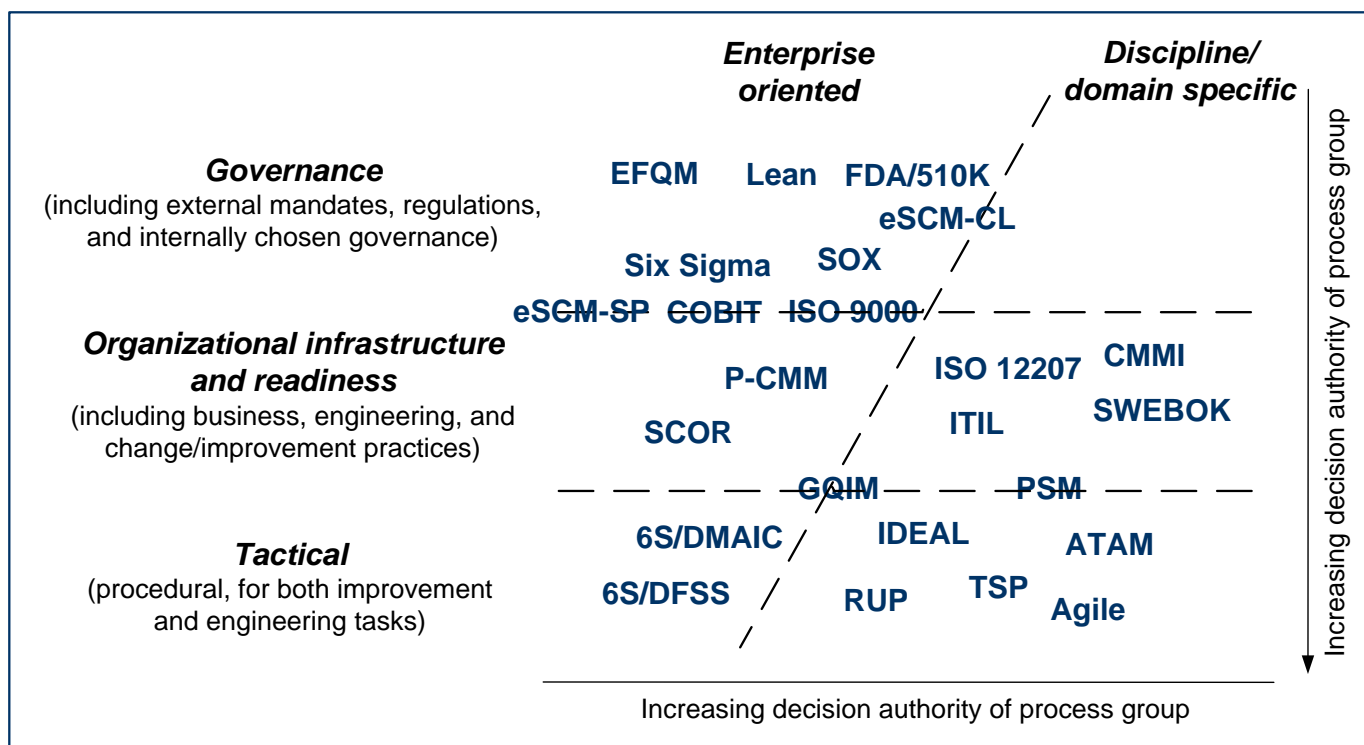 Enterprise
oriented
Discipline/
domain specific
Governance
(including external mandates, regulations,
and internally chosen governance)
EFQM
Lean
FDA/510K
eSCM-CL
Six Sigma
SOX
eSCM-SP
COBIT
ISO 9000
Organizational infrastructure
and readiness
(including business, engineering, and
change/improvement practices)
P-CMM
ISO 12207
CMMI
SCOR
ITIL
SWEBOK
GQIM
PSM
Tactical
(procedural, for both improvement
and engineering tasks)
6S/DMAIC
IDEAL
ATAM
6S/DFSS
RUP
TSP
Agile
Increasing decision authority of process group
Increasing decision authority of process group